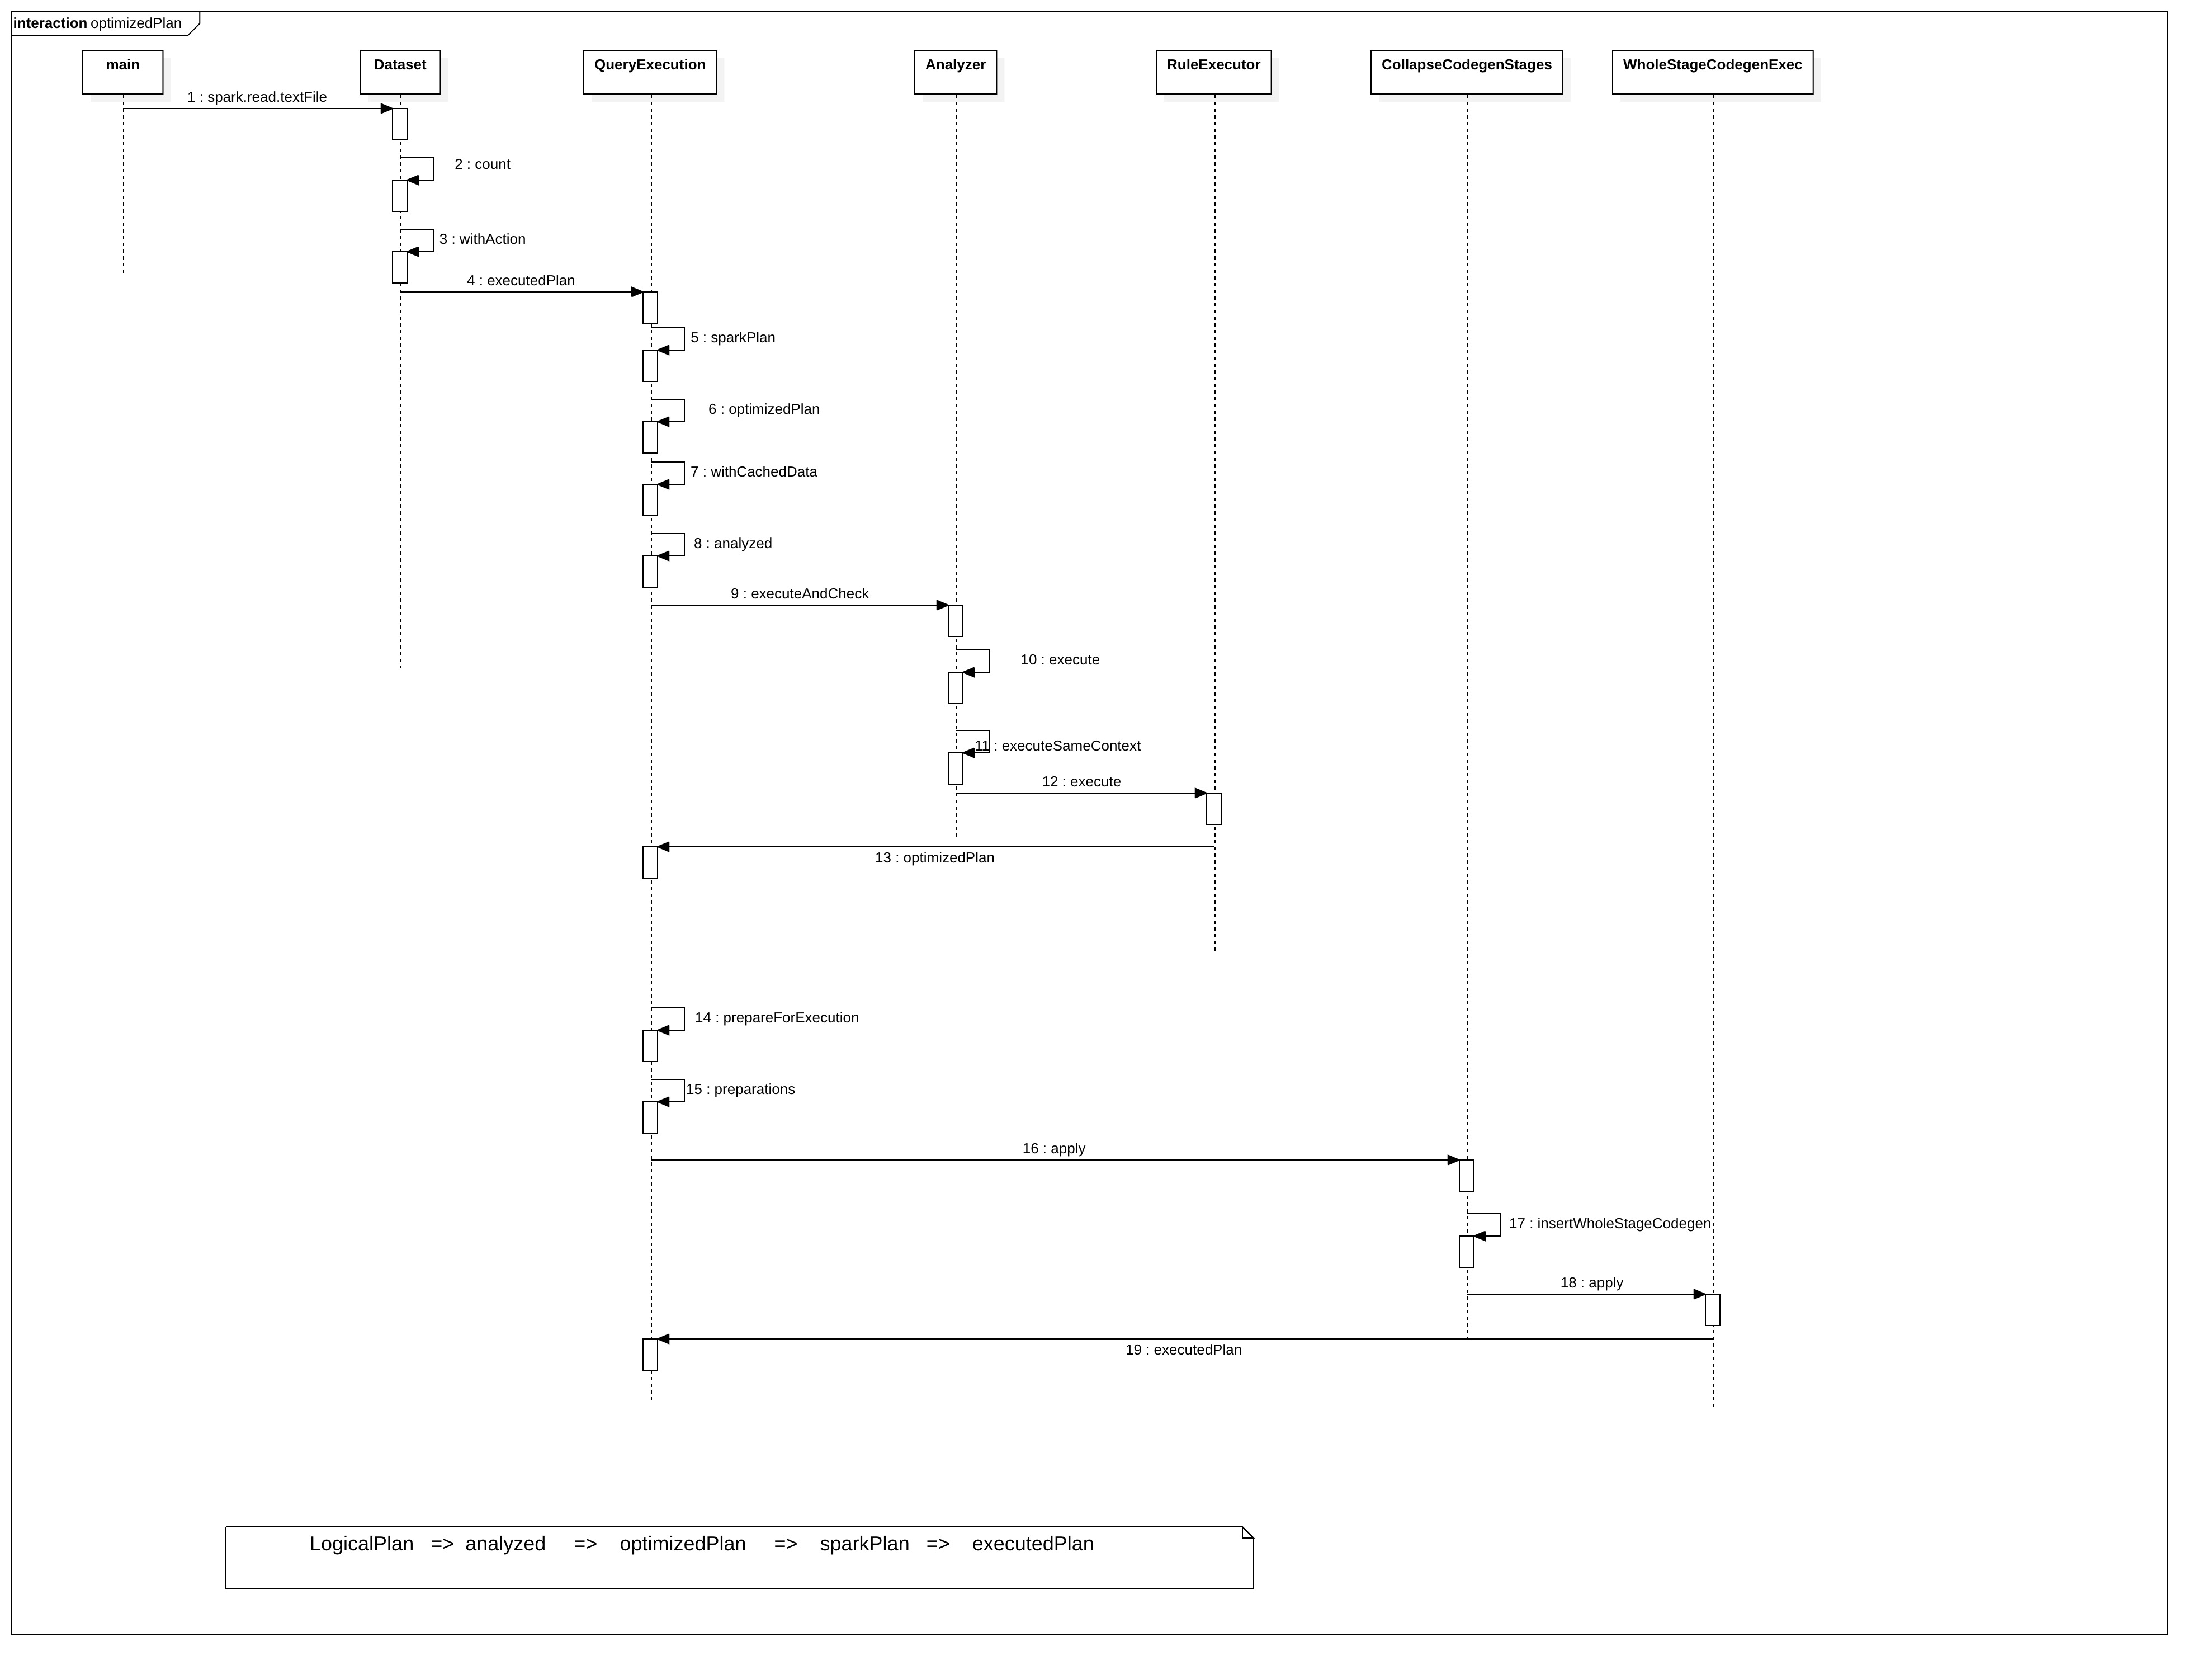 interaction optimizedPlan
main
Dataset
QueryExecution
Analyzer
RuleExecutor
CollapseCodegenStages
WholeStageCodegenExec
1 : spark.read.textFile
2 : count
3 : withAction
4 : executedPlan
5 : sparkPlan
6 : optimizedPlan
7 : withCachedData
8 : analyzed
9 : executeAndCheck
10 : execute
11 : executeSameContext
12 : execute
13 : optimizedPlan
14 : prepareForExecution
15 : preparations
16 : apply
17 : insertWholeStageCodegen
18 : apply
19 : executedPlan
LogicalPlan => analyzed => optimizedPlan => sparkPlan => executedPlan